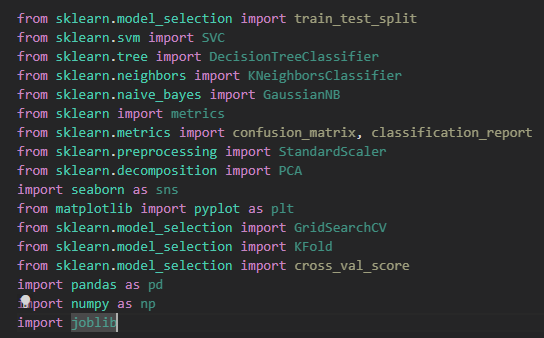 from sklearn.model_selection import train_test_split
from sklearn.svm import SVC
from sklearn.tree import DecisionTreeClassifier
from sklearn.neighbors import KNeighborsClassifier
from sklearn.naive_bayes import GaussianNB
from sklearn import metrics
from sklearn.metrics import confusion_matrix, classification_report
from sklearn.preprocessing import StandardScaler
from sklearn.decomposition import PCA
import seaborn as sns
from matplotlib import pyplot as plt
from sklearn.model_selection import GridSearchCV
from sklearn.model_selection import KFold
from sklearn.model_selection import cross_val_score
import pandas as pd
import numpy as np
import joblib